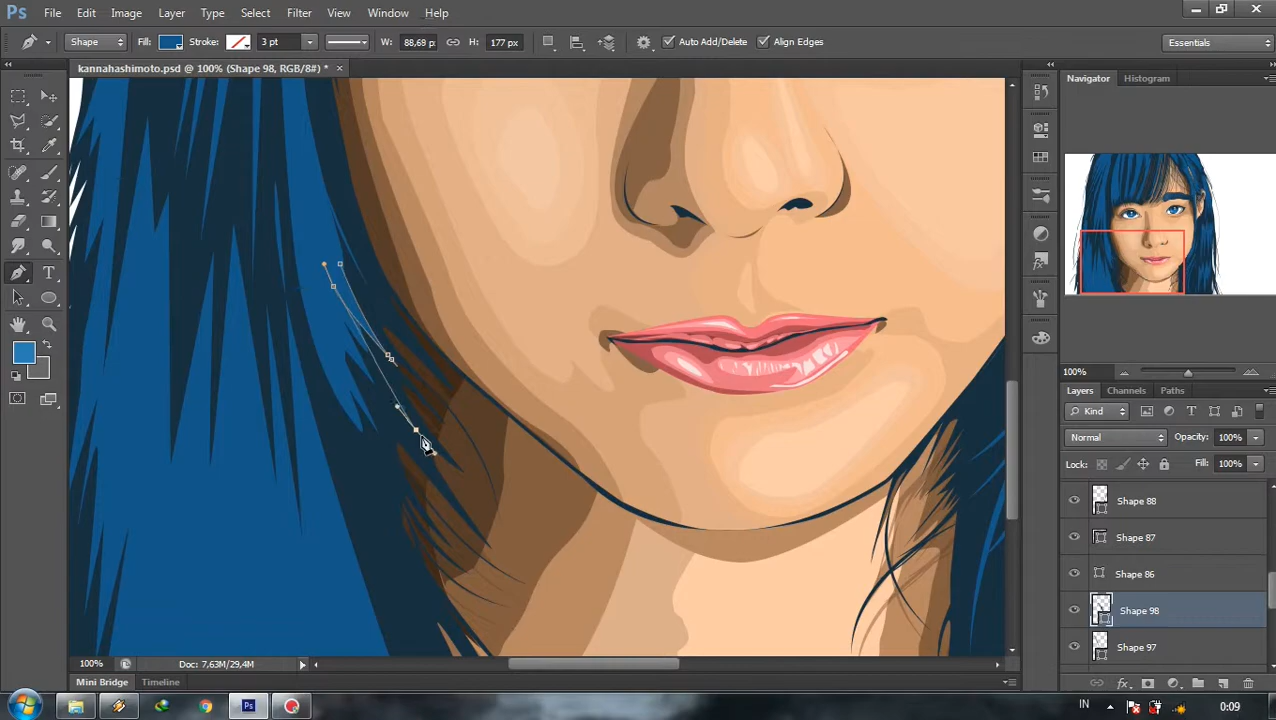 Ps File Edit Image Layer Type Select Filter View Window Help
Shape Fill: Stroke: 3 pt W: 88,69 p H: 177 px Auto Add/Delete Align Edges Essentials
kannahashimoto.psd @ 100% (Shape 98, RGB/8#) * ×
Navigator Histogram
100%
Layers Channels Paths
Kind
Normal Opacity: 100%
Lock: Fill: 100%
Shape 88
Shape 87
Shape 86
Shape 98
Shape 97
100% Doc: 7,63M/29,4M
Mini Bridge Timeline
Ps IN 0:09